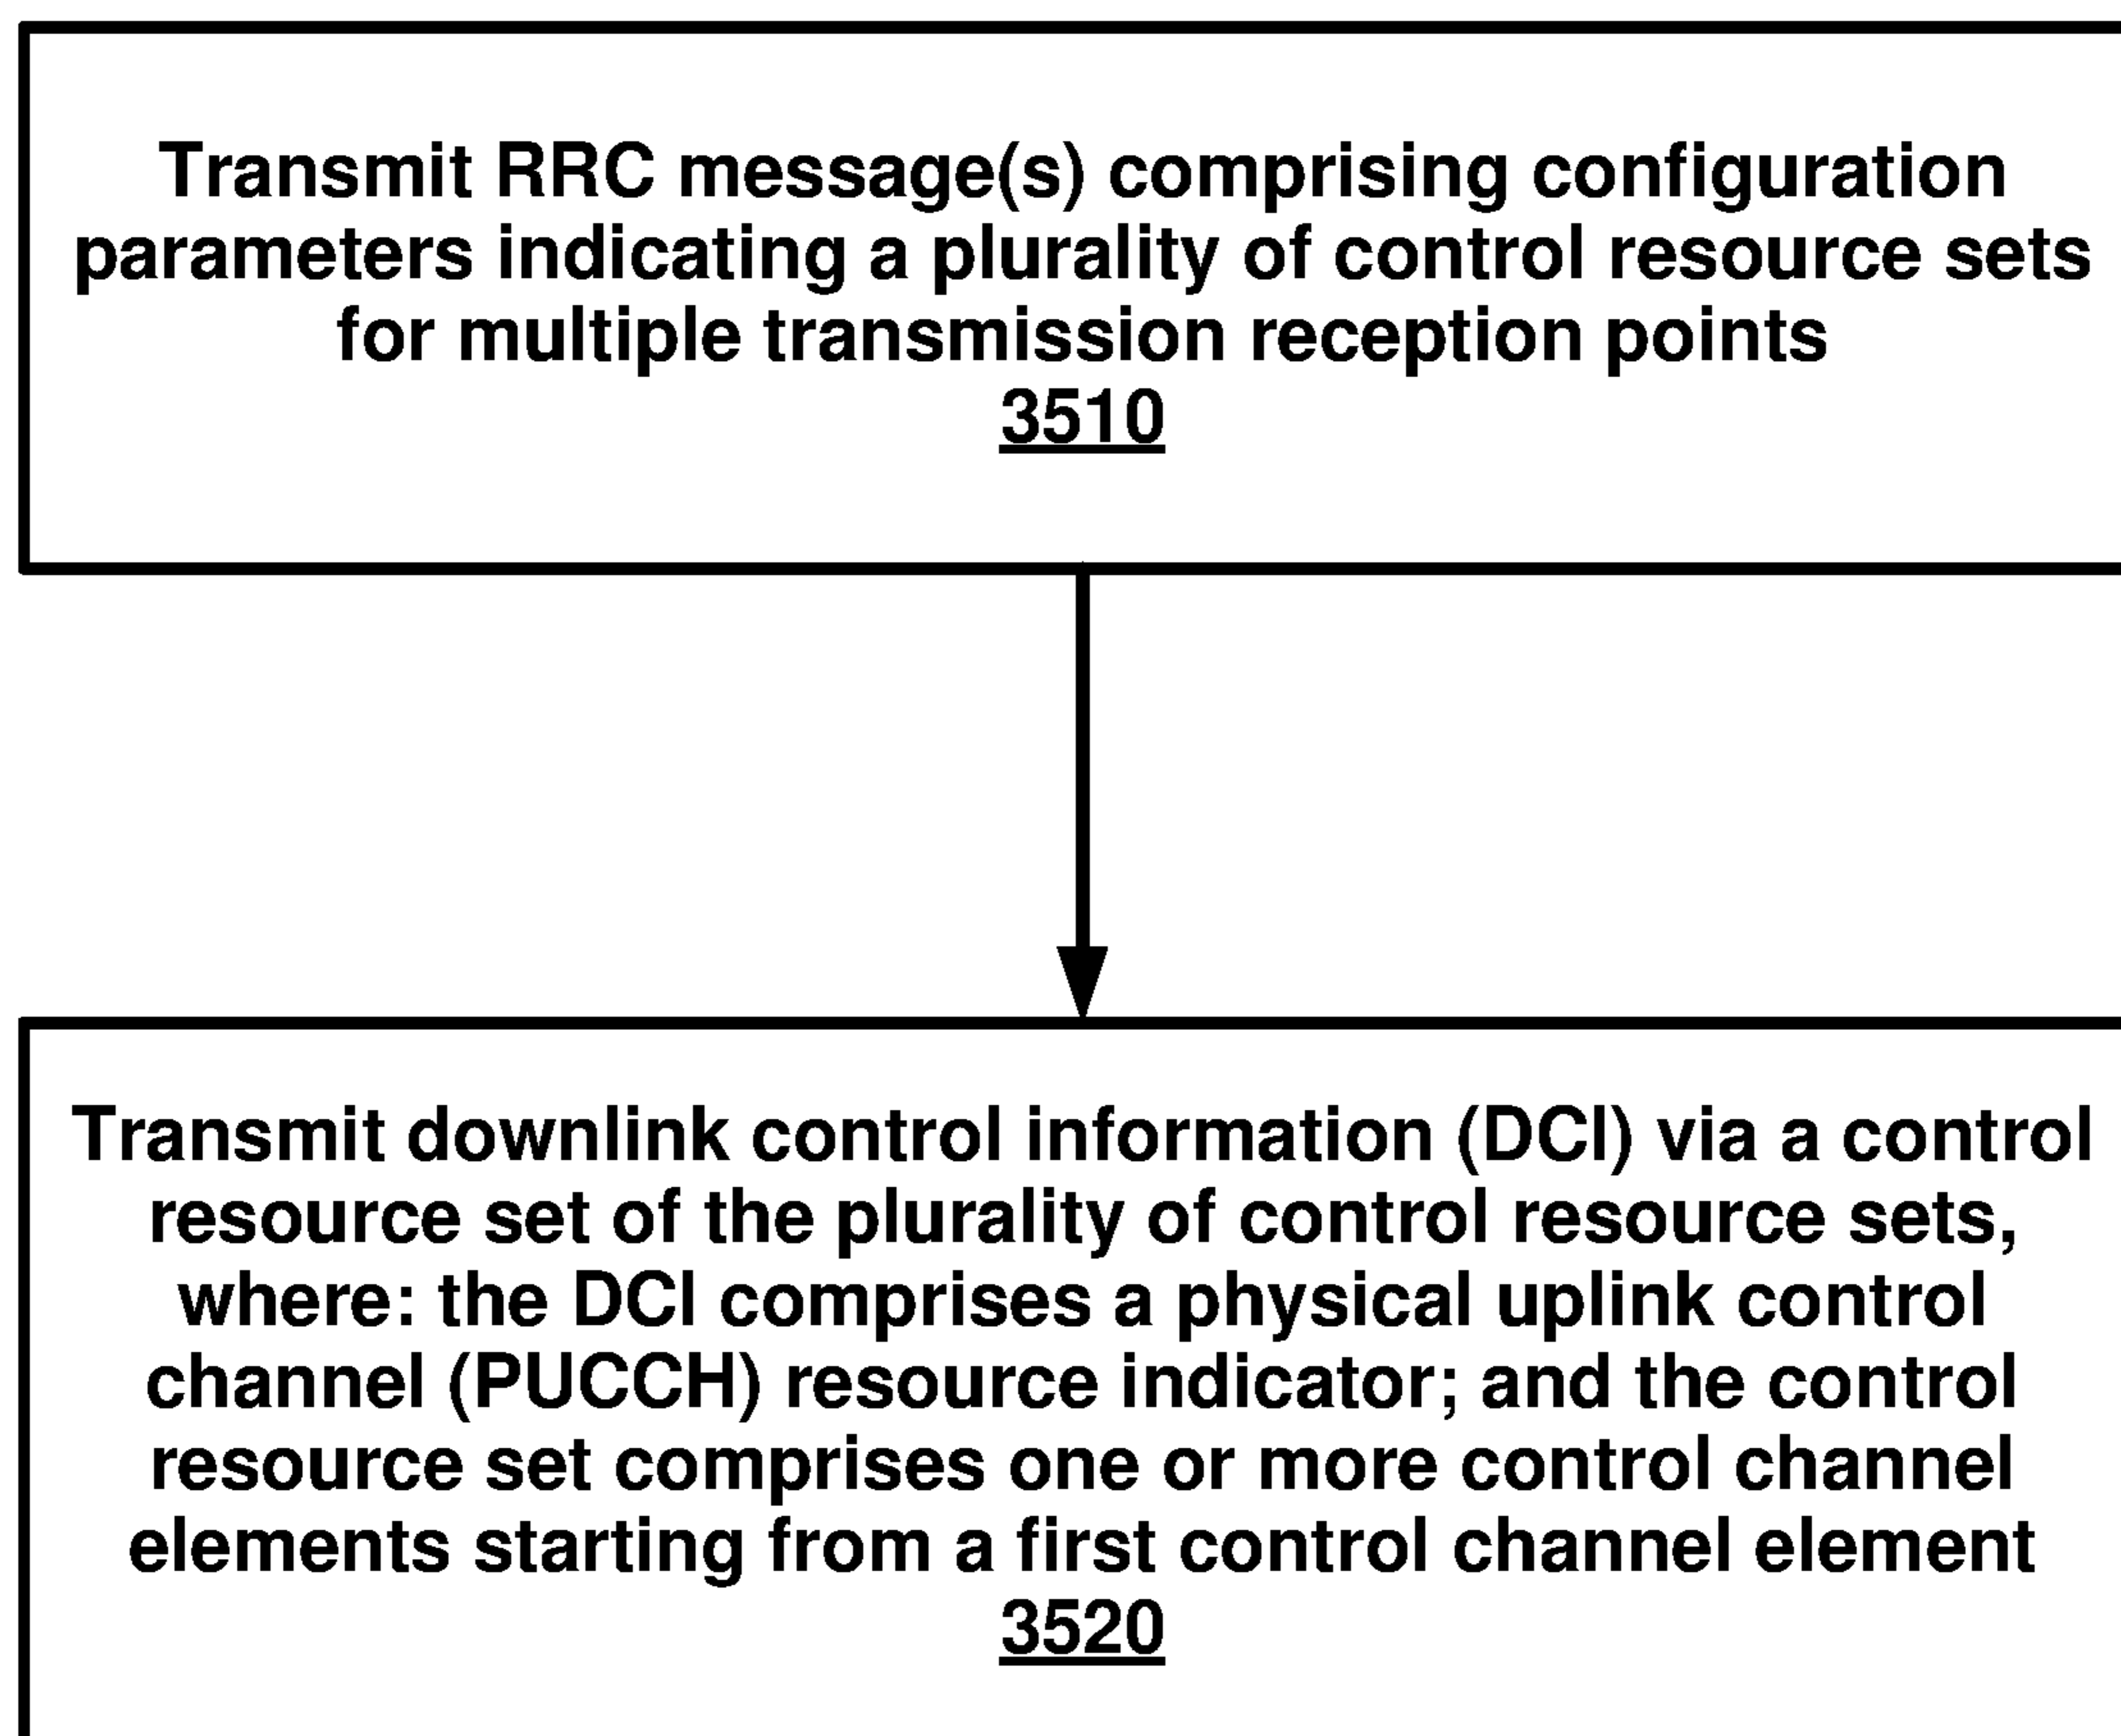 Transmit RRC message(s) comprising configuration
parameters indicating a plurality of control resource sets
for multiple transmission reception points
3510
Transmit downlink control information (DCI) via a control
resource set of the plurality of control resource sets,
where: the DCI comprises a physical uplink control
channel (PUCCH) resource indicator; and the control
resource set comprises one or more control channel
elements starting from a first control channel element
3520